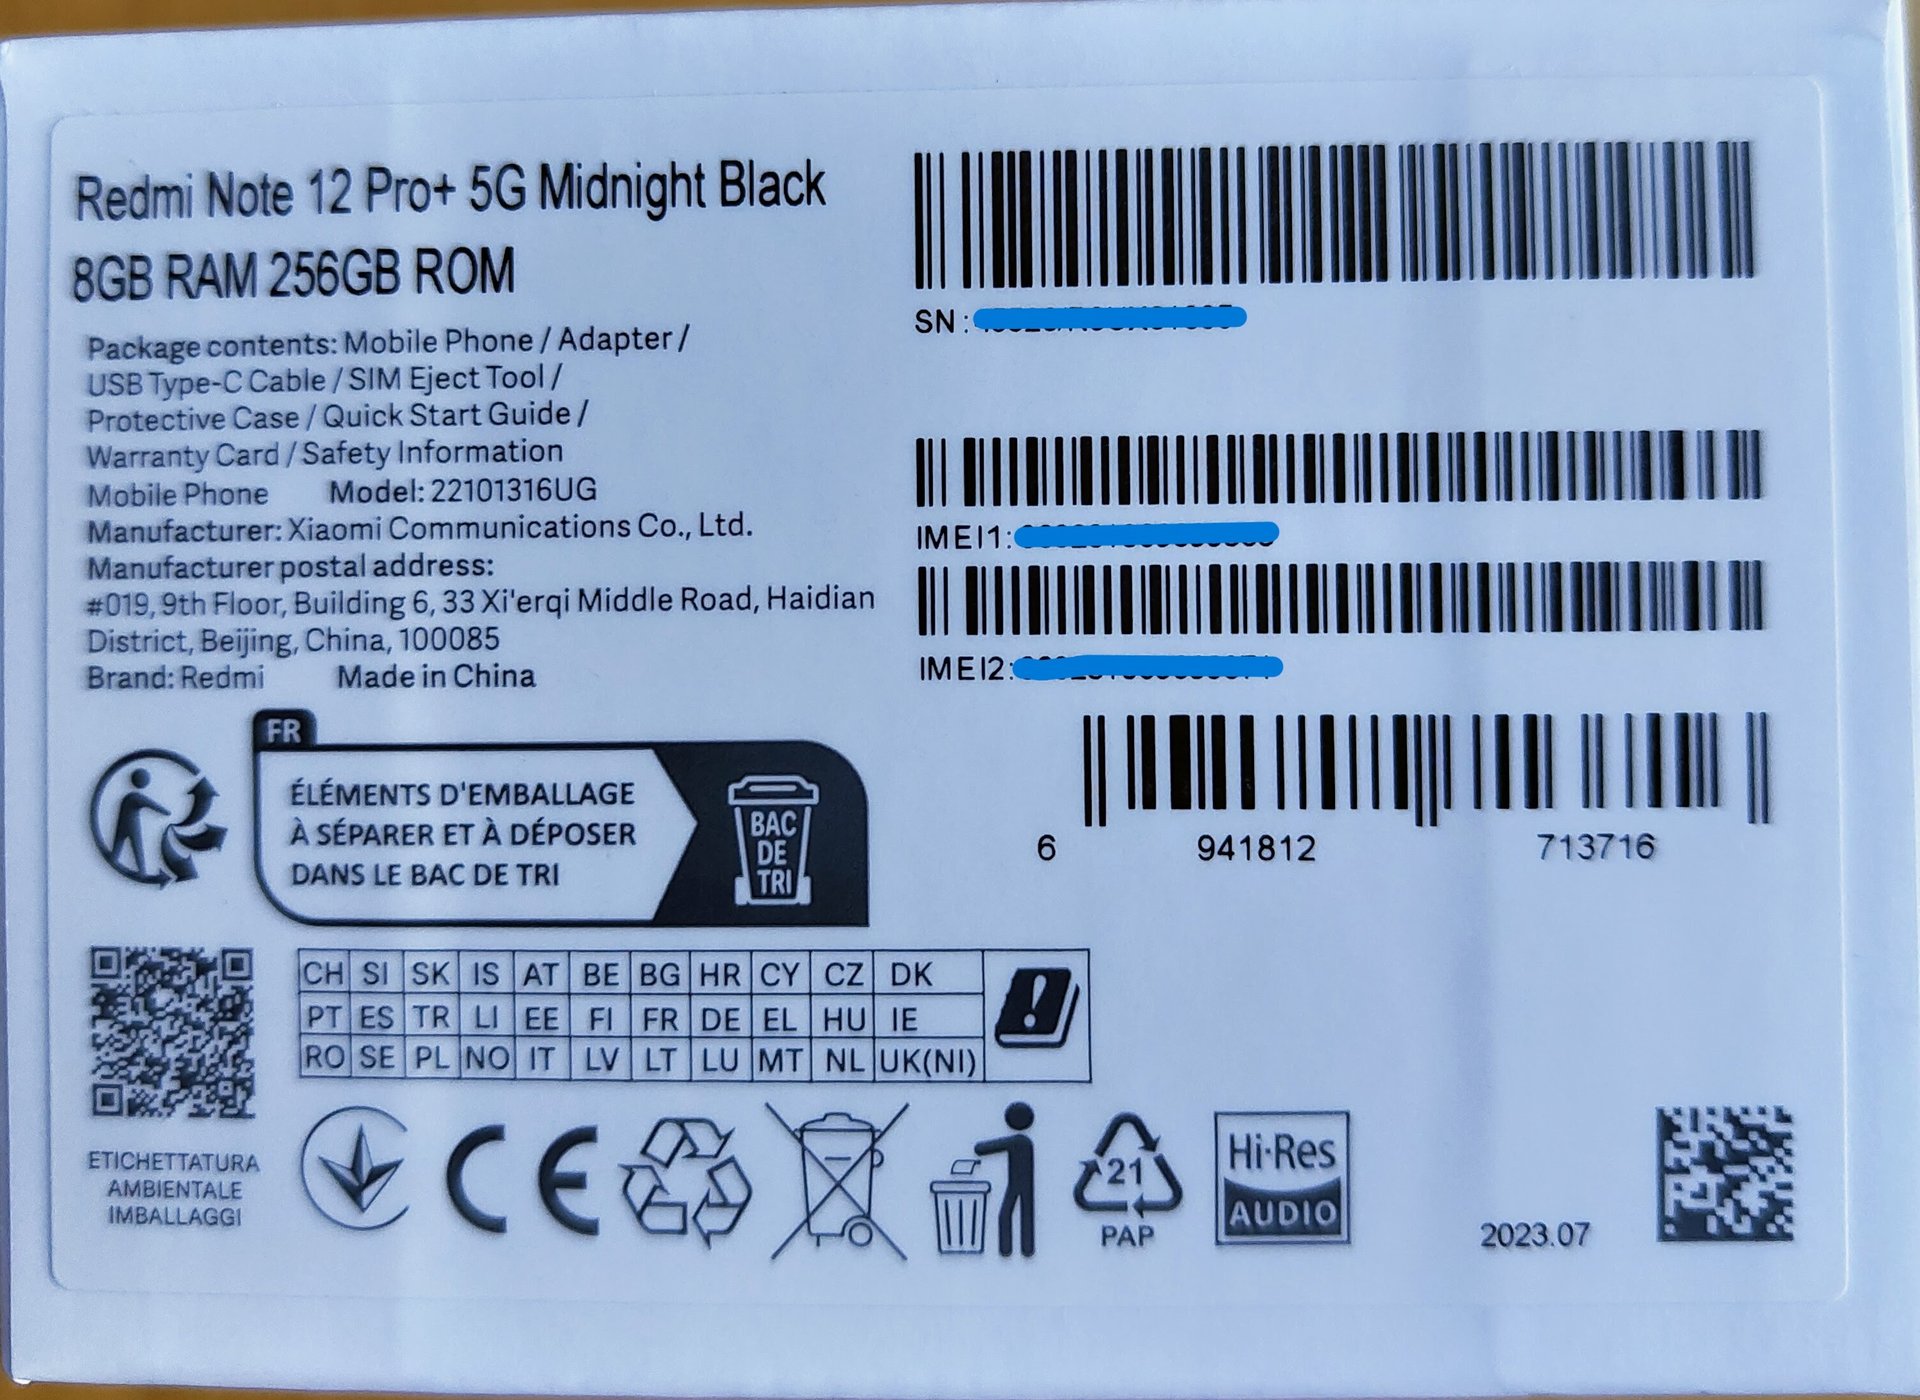 Redmi Note 12 Pro+ 5G Midnight Black
8GB RAM 256GB ROM
Package contents: Mobile Phone / Adapter /
USB Type-C Cable / SIM Eject Tool /
Protective Case / Quick Start Guide /
Warranty Card / Safety Information
Mobile Phone Model: 22101316UG
Manufacturer: Xiaomi Communications Co., Ltd.
Manufacturer postal address:
#019, 9th Floor, Building 6, 33 Xi'erqi Middle Road, Haidian
District, Beijing, China, 100085
Brand: Redmi Made in China
SN:
IMEI1:
IMEI2:
6 941812 713716
FR
ÉLÉMENTS D'EMBALLAGE
À SÉPARER ET À DÉPOSER
DANS LE BAC DE TRI
BAC
DE
TRI
CH SI SK IS AT BE BG HR CY CZ DK
PT ES TR LI EE FI FR DE EL HU IE
RO SE PL NO IT LV LT LU MT NL UK(NI)
ETICHETTATURA
AMBIENTALE
IMBALLAGGI
CE
21
PAP
Hi-Res
AUDIO
2023.07